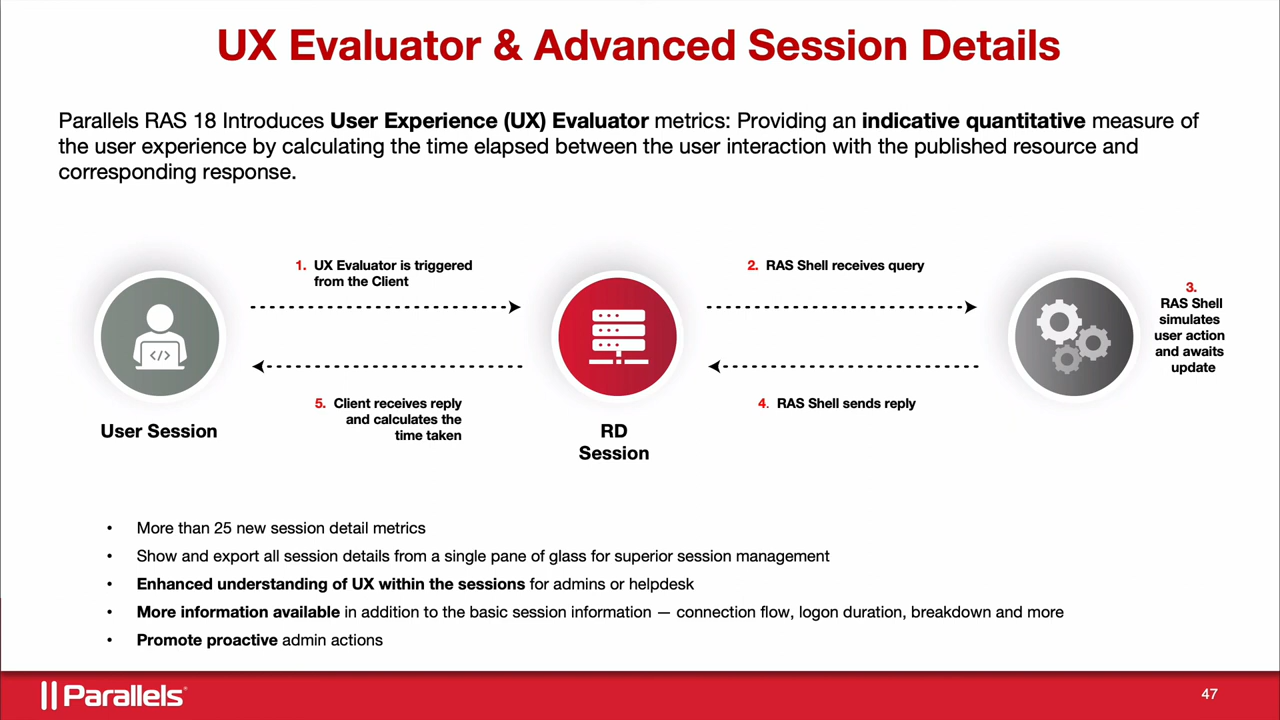 UX Evaluator & Advanced Session Details
Parallels RAS 18 Introduces User Experience (UX) Evaluator metrics: Providing an indicative quantitative measure of
the user experience by calculating the time elapsed between the user interaction with the published resource and
corresponding response.
1. UX Evaluator is triggered
from the Client
2. RAS Shell receives query
3.
RAS Shell
simulates
user action
and awaits
update
</>
5. Client receives reply
and calculates the
time taken
4. RAS Shell sends reply
User Session
RD
Session
• More than 25 new session detail metrics
• Show and export all session details from a single pane of glass for superior session management
• Enhanced understanding of UX within the sessions for admins or helpdesk
• More information available in addition to the basic session information — connection flow, logon duration, breakdown and more
• Promote proactive admin actions
Parallels®
47